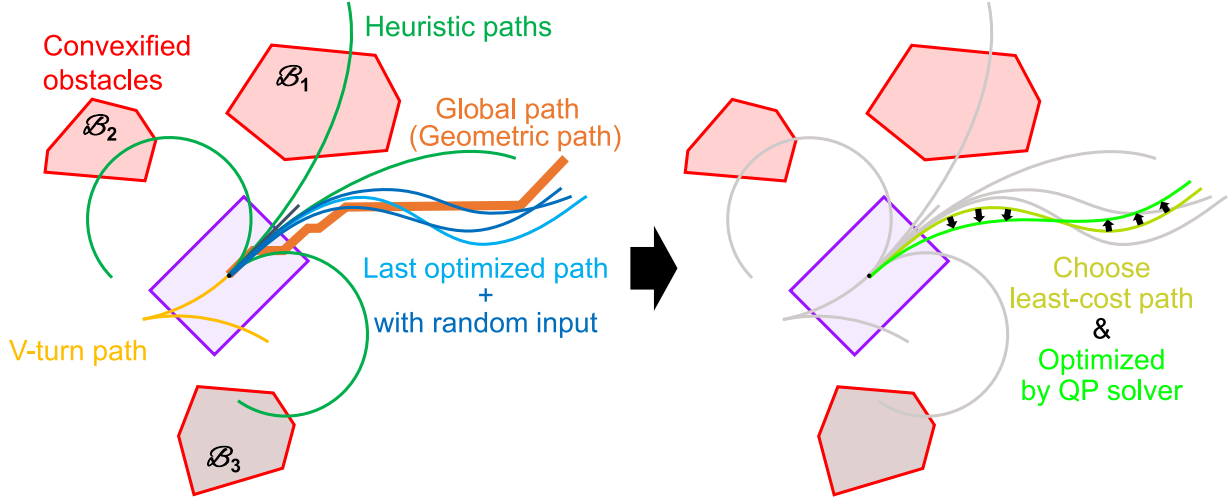 Heuristic paths
Convexified
obstacles
ℬ1
ℬ2
Global path
(Geometric path)
Last optimized path
+
with random input
V-turn path
ℬ3
Choose
least-cost path
&
Optimized
by QP solver